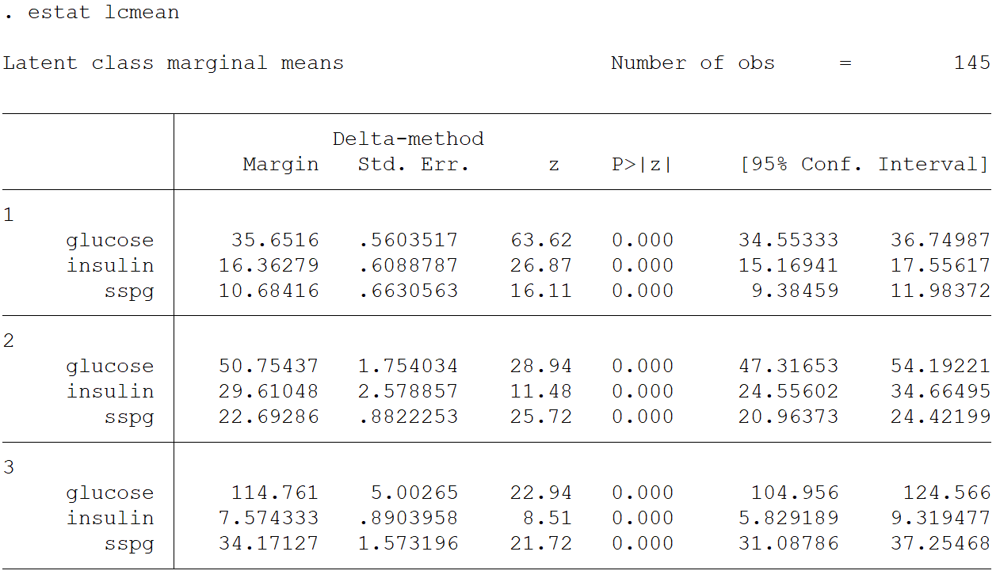 . estat lcmean
Latent class marginal means Number of obs = 145
Delta-method
Margin Std. Err. z P>|z| [95% Conf. Interval]
1
glucose 35.6516 .5603517 63.62 0.000 34.55333 36.74987
insulin 16.36279 .6088787 26.87 0.000 15.16941 17.55617
sspg 10.68416 .6630563 16.11 0.000 9.38459 11.98372
2
glucose 50.75437 1.754034 28.94 0.000 47.31653 54.19221
insulin 29.61048 2.578857 11.48 0.000 24.55602 34.66495
sspg 22.69286 .8822253 25.72 0.000 20.96373 24.42199
3
glucose 114.761 5.00265 22.94 0.000 104.956 124.566
insulin 7.574333 .8903958 8.51 0.000 5.829189 9.319477
sspg 34.17127 1.573196 21.72 0.000 31.08786 37.25468